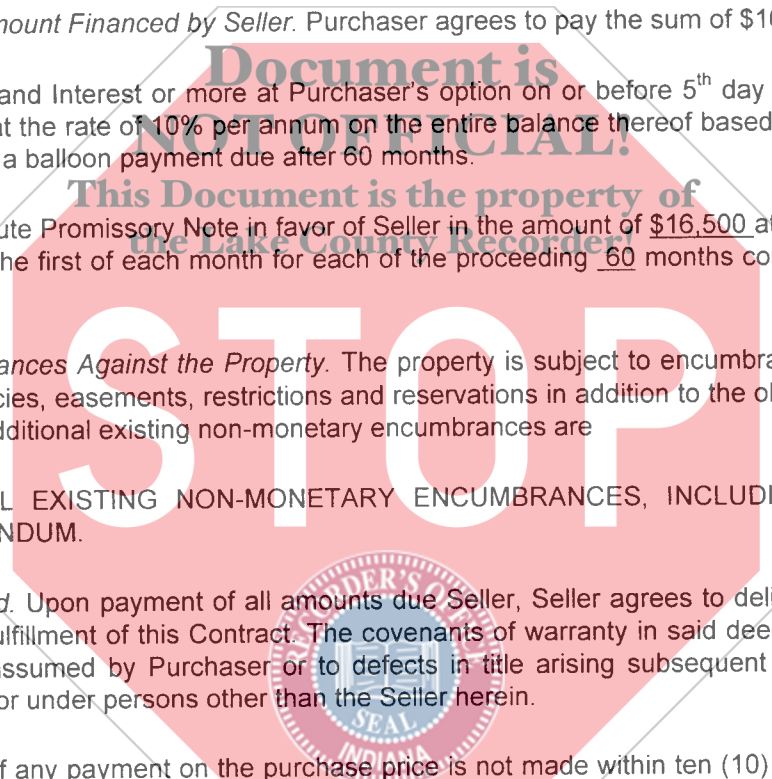 mount Financed by Seller. Purchaser agrees to pay the sum of $16
Document is
and Interest or more at Purchaser's option on or before 5th day
at the rate of 10% per annum on the entire balance thereof based
NOT OFFICIAL!
a balloon payment due after 60 months.
This Document is the property of
ute Promissory Note in favor of Seller in the amount of $16,500 at
the Lake County Recorder!
he first of each month for each of the proceeding 60 months co
STOP
ances Against the Property. The property is subject to encumbra
cies, easements, restrictions and reservations in addition to the ob
dditional existing non-monetary encumbrances are
L EXISTING NON-MONETARY ENCUMBRANCES, INCLUDI
NDUM.
d. Upon payment of all amounts due Seller, Seller agrees to deli
ulfillment of this Contract. The covenants of warranty in said dee
assumed by Purchaser or to defects in title arising subsequent
or under persons other than the Seller herein.
RECORDER'S OFFICE
SEAL
INDIANA
f any payment on the purchase price is not made within ten (10)